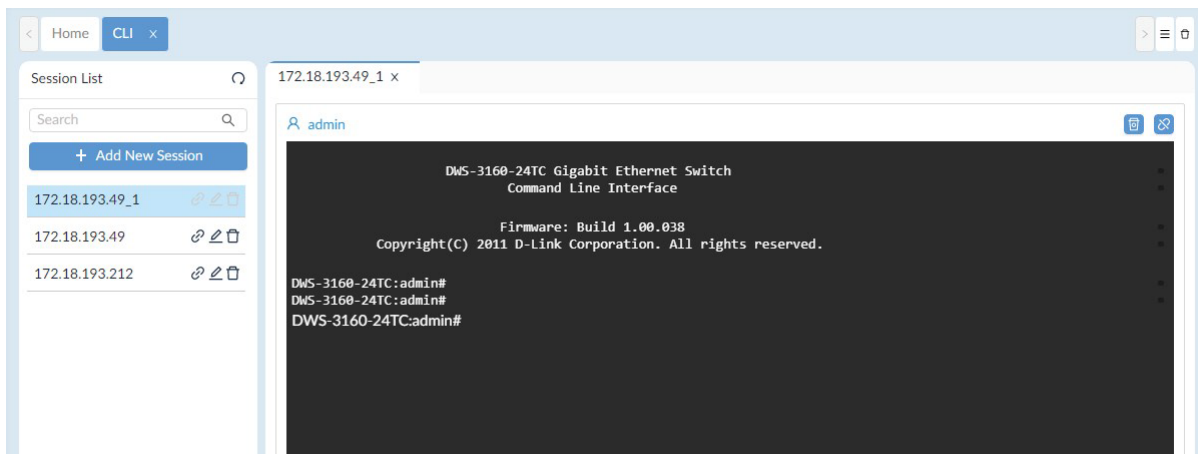 Home
CLI x
Session List
172.18.193.49_1 x
Search
admin
+ Add New Session
DWS-3160-24TC Gigabit Ethernet Switch
Command Line Interface
172.18.193.49_1
172.18.193.49
172.18.193.212
Firmware: Build 1.00.038
Copyright(C) 2011 D-Link Corporation. All rights reserved.
DWS-3160-24TC:admin#
DWS-3160-24TC:admin#
DWS-3160-24TC:admin#